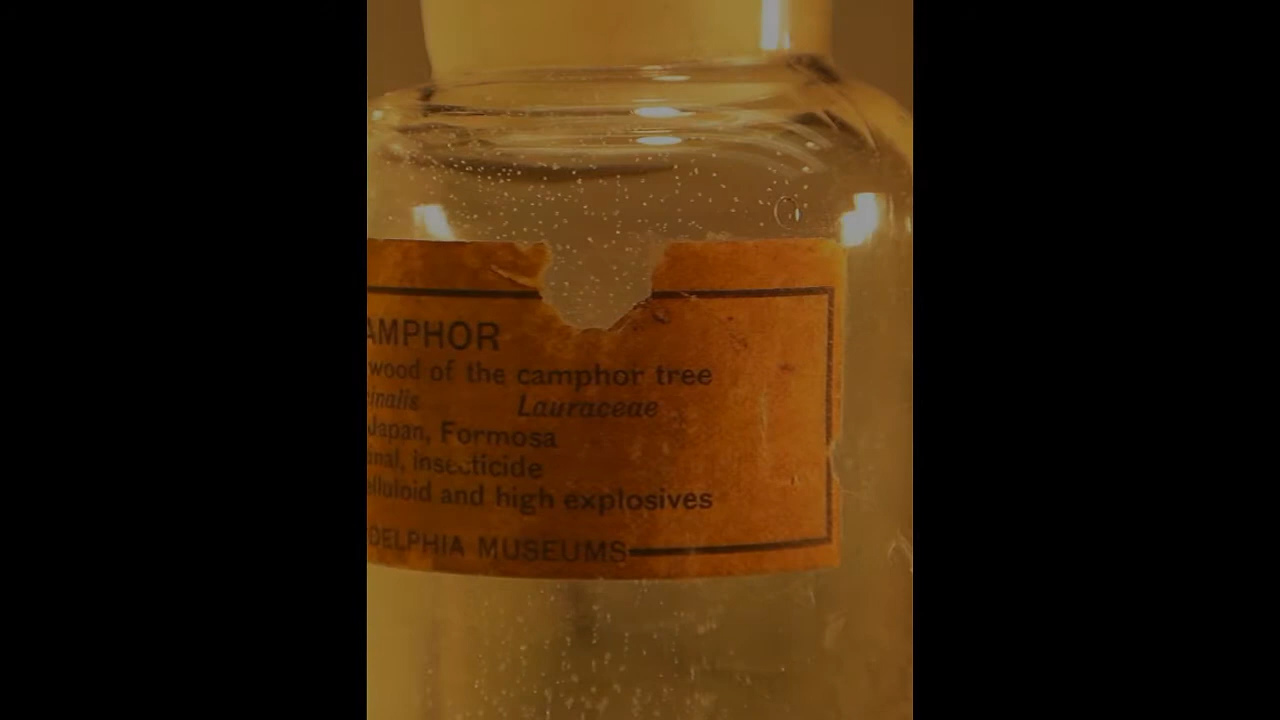 AMPHOR
wood of the camphor tree
inalis Lauraceae
Japan, Formosa
inal, insecticide
elluloid and high explosives
DELPHIA MUSEUMS